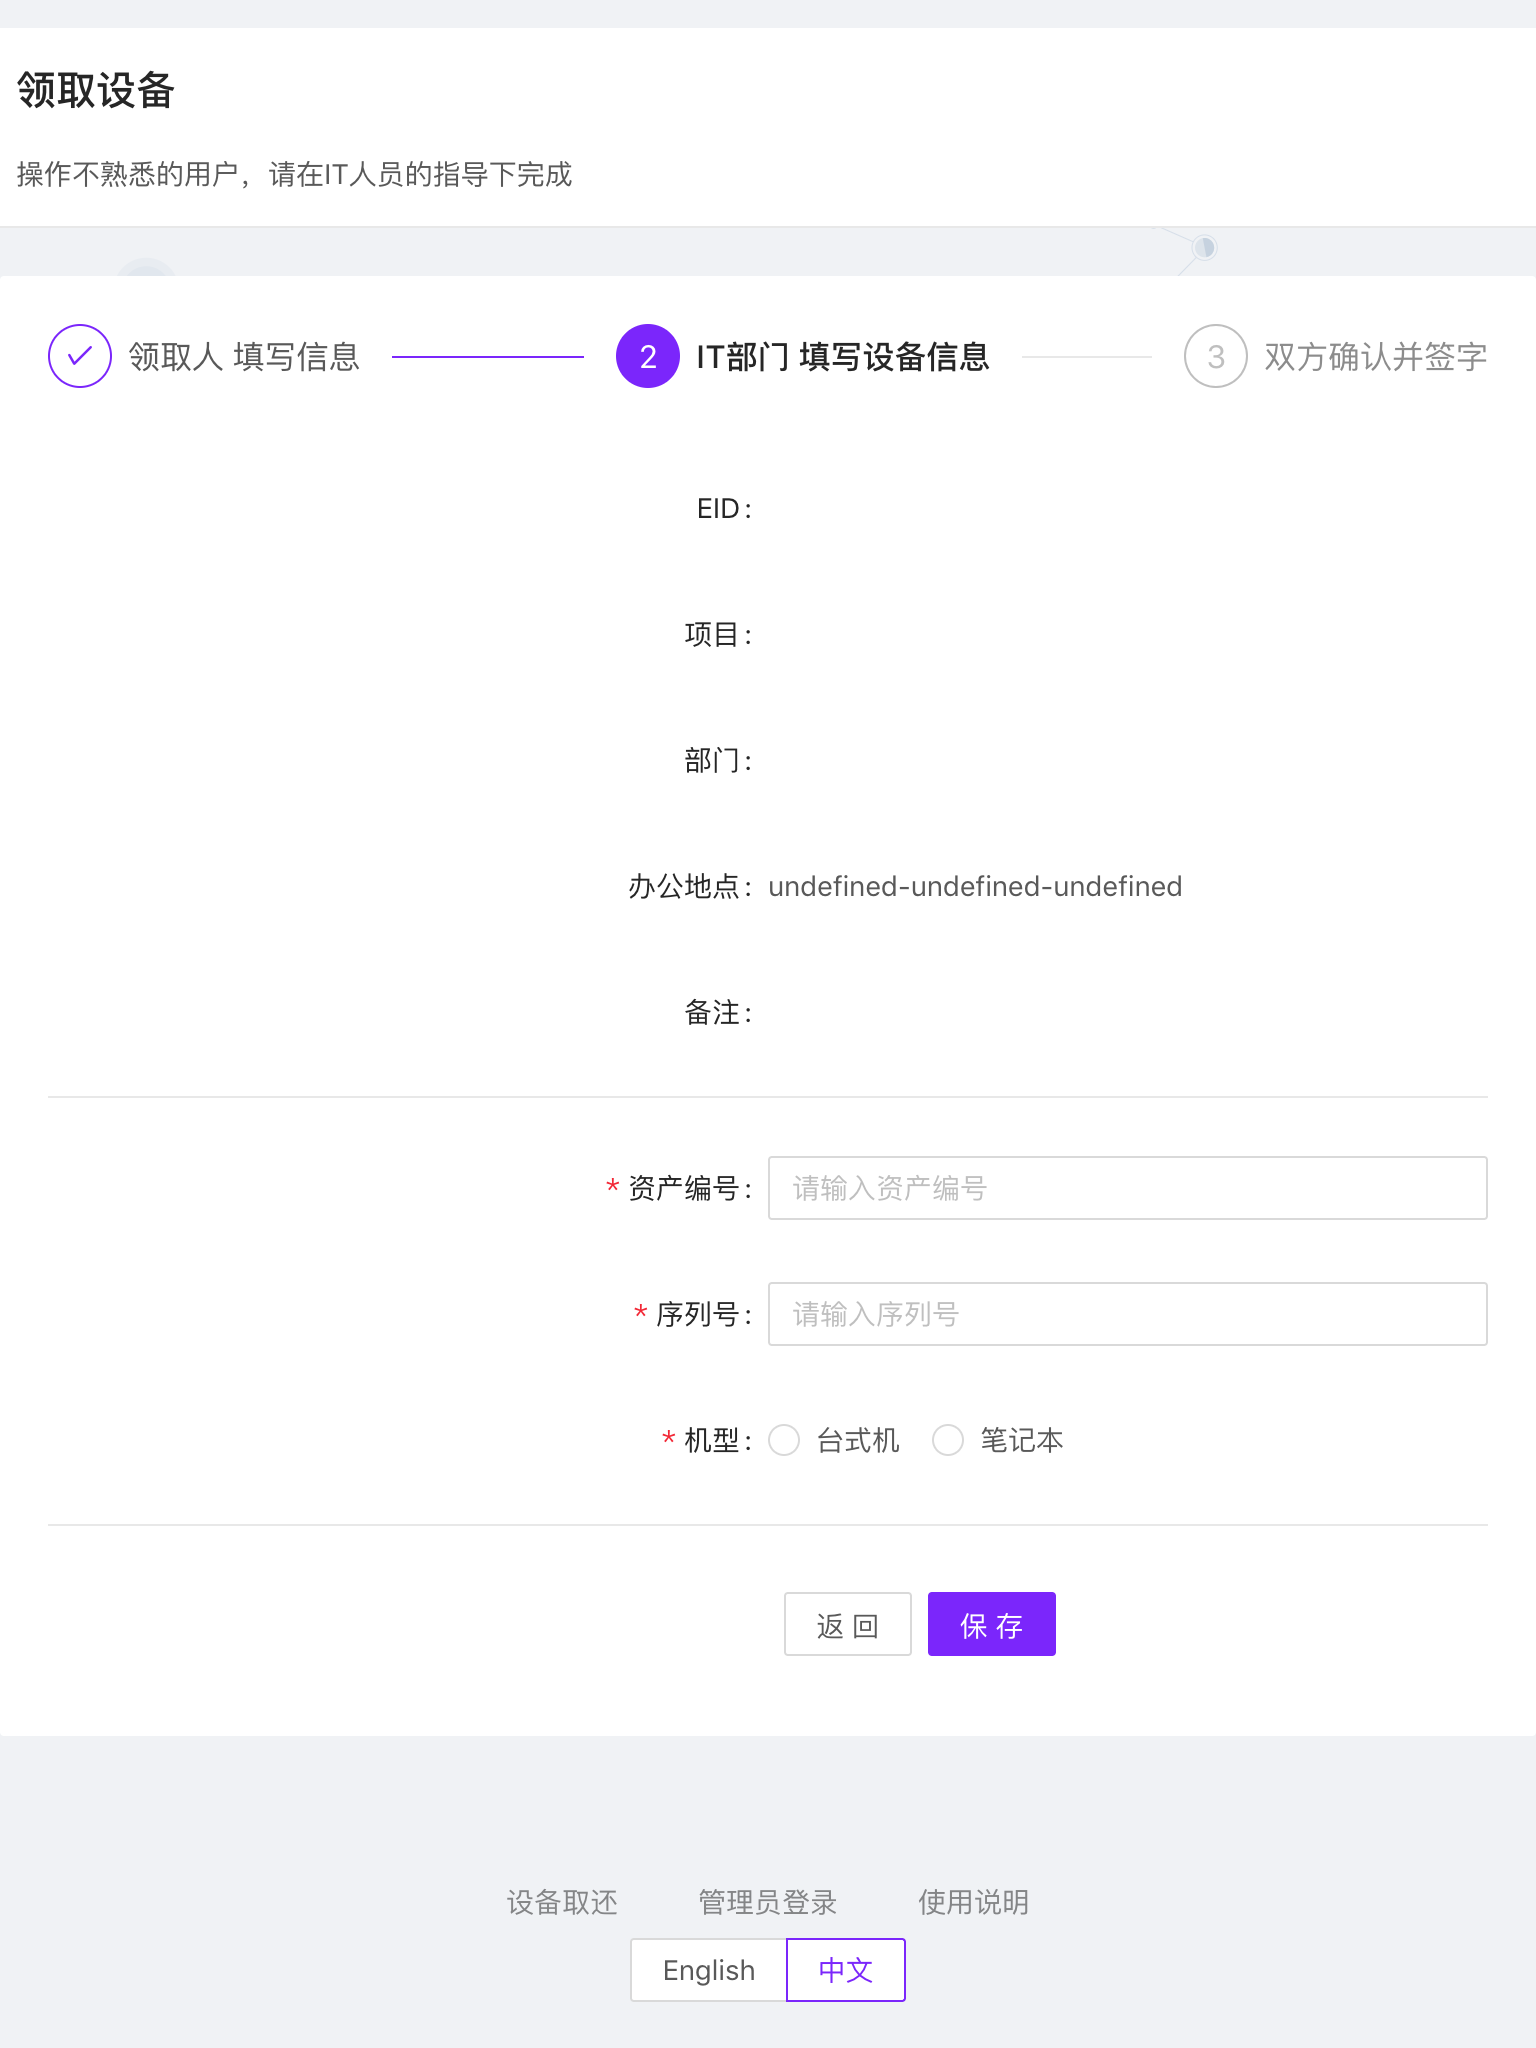 领取设备
操作不熟悉的用户，请在IT人员的指导下完成
领取人 填写信息
2 IT部门 填写设备信息
3 双方确认并签字
EID：
项目：
部门：
办公地点：undefined-undefined-undefined
备注：
* 资产编号：请输入资产编号
* 序列号：请输入序列号
* 机型：台式机 笔记本
返 回 保 存
设备取还 管理员登录 使用说明
English 中文